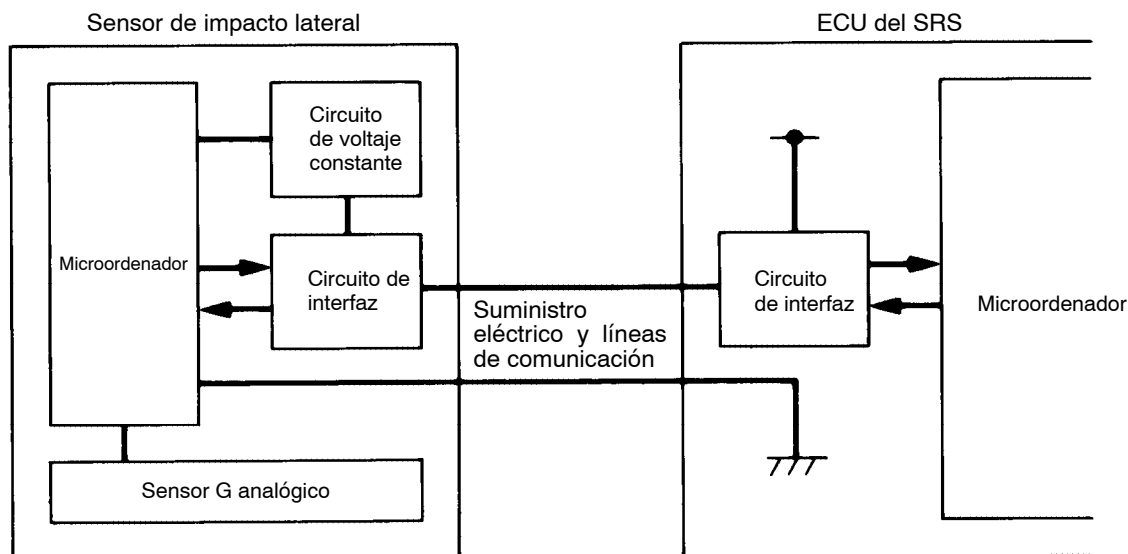 Sensor de impacto lateral
ECU del SRS
Circuito
de voltaje
constante
Microordenador
Circuito de
interfaz
Suministro
eléctrico y líneas
de comunicación
Circuito
de interfaz
Microordenador
Sensor G analógico